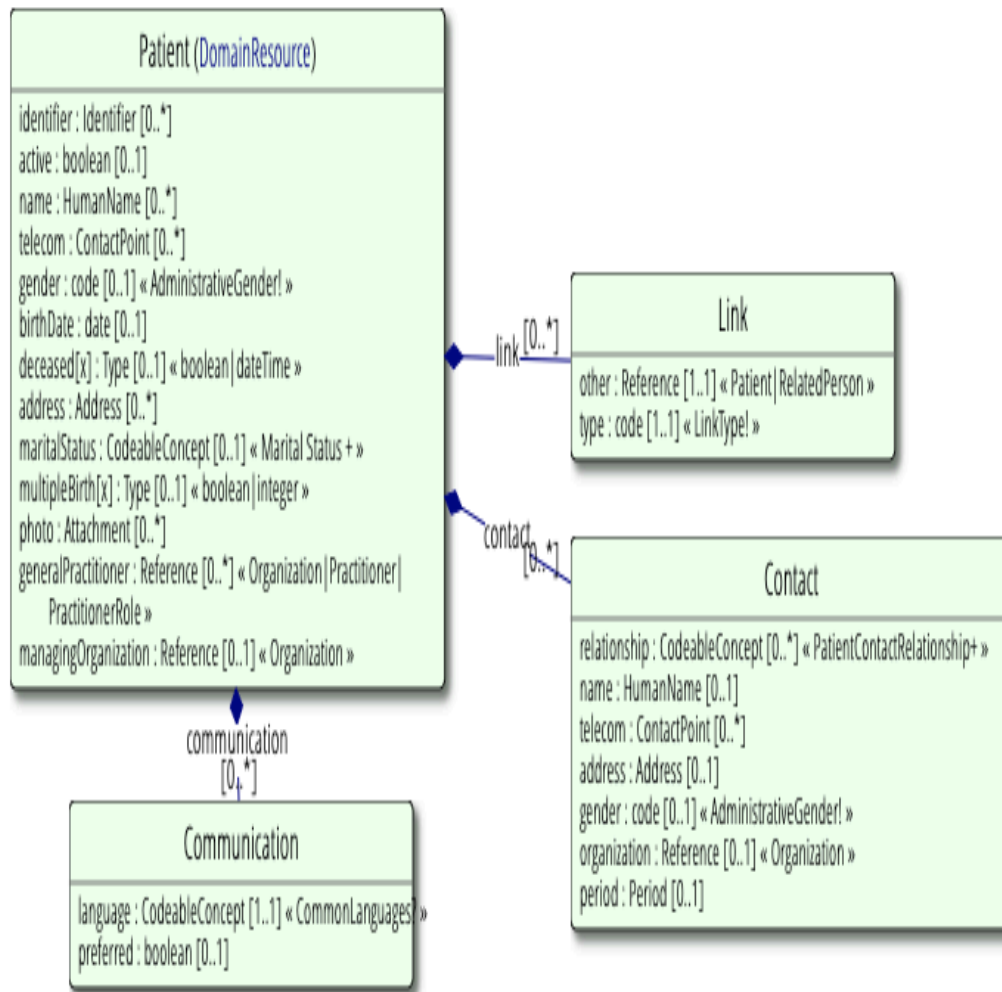 Patient (DomainResource)
identifier : Identifier [0..*]
active : boolean [0..1]
name : HumanName [0..*]
telecom : ContactPoint [0..*]
gender : code [0..1] « AdministrativeGender! »
birthDate : date [0..1]
deceased[x] : Type [0..1] « boolean|dateTime »
address : Address [0..*]
maritalStatus : CodeableConcept [0..1] « Marital Status + »
multipleBirth[x] : Type [0..1] « boolean|integer »
photo : Attachment [0..*]
generalPractitioner : Reference [0..*] « Organization|Practitioner|
PractitionerRole »
managingOrganization : Reference [0..1] « Organization »
link
[0..*]
Link
other : Reference [1..1] « Patient|RelatedPerson »
type : code [1..1] « LinkType! »
contact
[0..*]
Contact
relationship : CodeableConcept [0..*] « PatientContactRelationship+ »
name : HumanName [0..1]
telecom : ContactPoint [0..*]
address : Address [0..1]
gender : code [0..1] « AdministrativeGender! »
organization : Reference [0..1] « Organization »
period : Period [0..1]
communication
[0..*]
Communication
language : CodeableConcept [1..1] « CommonLanguages? »
preferred : boolean [0..1]